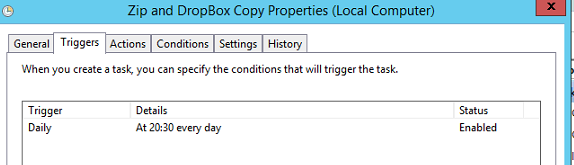 Zip and DropBox Copy Properties (Local Computer)
x
General Triggers Actions Conditions Settings History
When you create a task, you can specify the conditions that will trigger the task.
Trigger Details Status
Daily At 20:30 every day Enabled